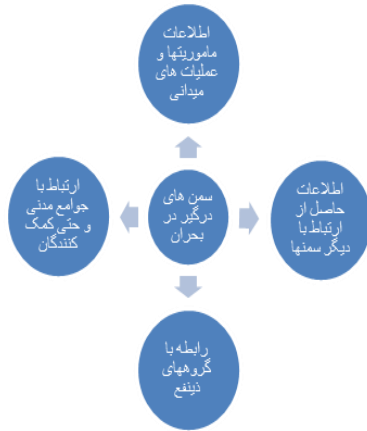 اطلاعات
ماموریتها و
عملیات های
میدانی
اطلاعات
حاصل از
ارتباط با
دیگر سمنها
سمن های
درگیر در
بحران
ارتباط با
جوامع مدنی
و حتی کمک
کنندگان
رابطه با
گروههای
ذینفع